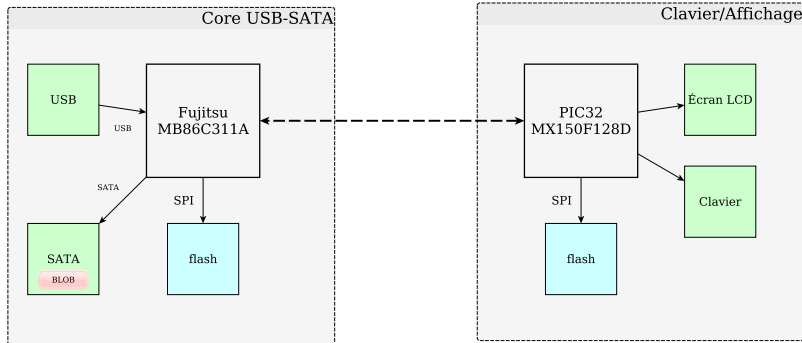 Core USB-SATA
Clavier/Affichage
USB
USB
Fujitsu
MB86C311A
PIC32
MX150F128D
Écran LCD
SATA
SPI
SPI
Clavier
SATA
BLOB
flash
flash